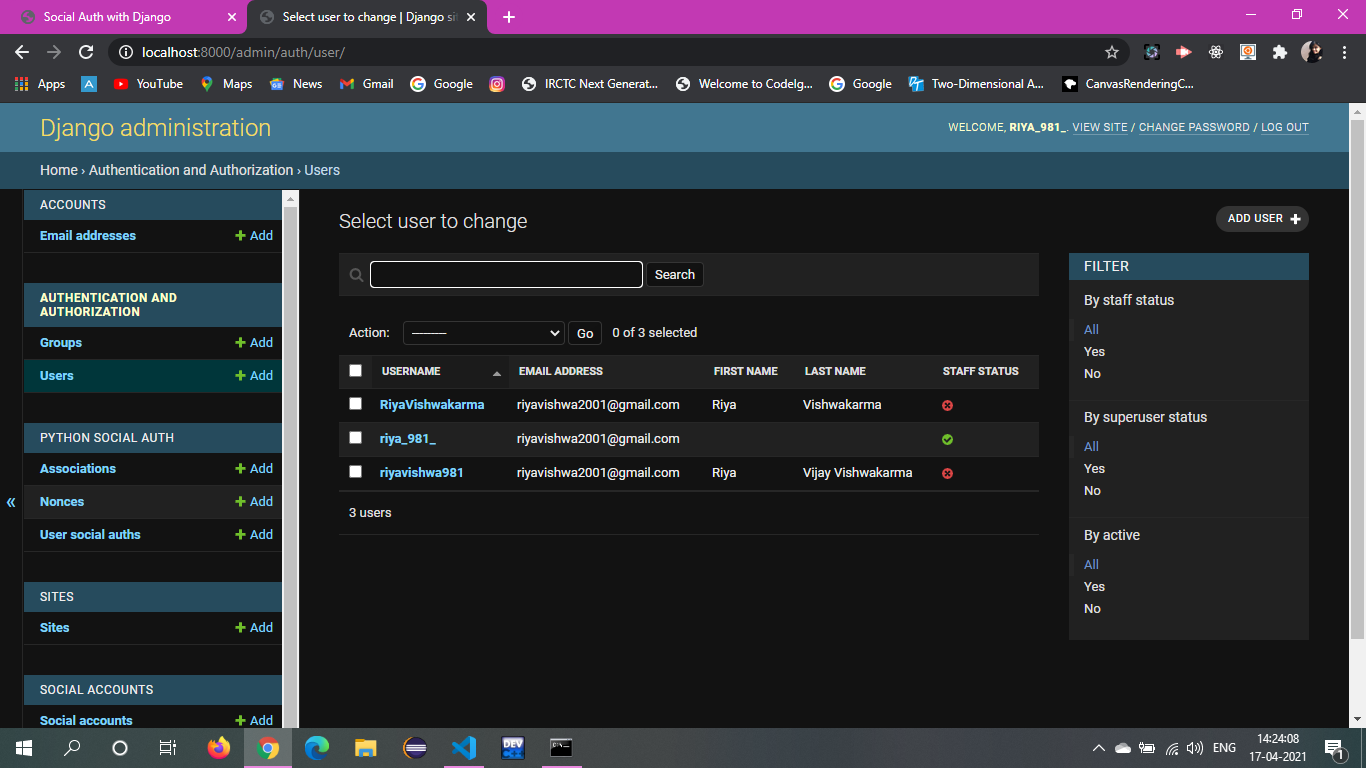 Social Auth with Django
Select user to change | Django si
localhost:8000/admin/auth/user/
Apps YouTube Maps News Gmail Google IRCTC Next Generat... Welcome to CodeIg... Google Two-Dimensional A... CanvasRenderingC...
Django administration
WELCOME, RIYA_981_. VIEW SITE / CHANGE PASSWORD / LOG OUT
Home › Authentication and Authorization › Users
ACCOUNTS
Email addresses + Add
AUTHENTICATION AND
AUTHORIZATION
Groups + Add
Users + Add
PYTHON SOCIAL AUTH
Associations + Add
« Nonces + Add
User social auths + Add
SITES
Sites + Add
SOCIAL ACCOUNTS
Social accounts + Add
Select user to change
ADD USER +
Search
Action: --------- Go 0 of 3 selected
USERNAME EMAIL ADDRESS FIRST NAME LAST NAME STAFF STATUS
RiyaVishwakarma riyavishwa2001@gmail.com Riya Vishwakarma
riya_981_ riyavishwa2001@gmail.com
riyavishwa981 riyavishwa2001@gmail.com Riya Vijay Vishwakarma
3 users
FILTER
By staff status
All
Yes
No
By superuser status
All
Yes
No
By active
All
Yes
No
DEV
ENG
14:24:08
17-04-2021
1